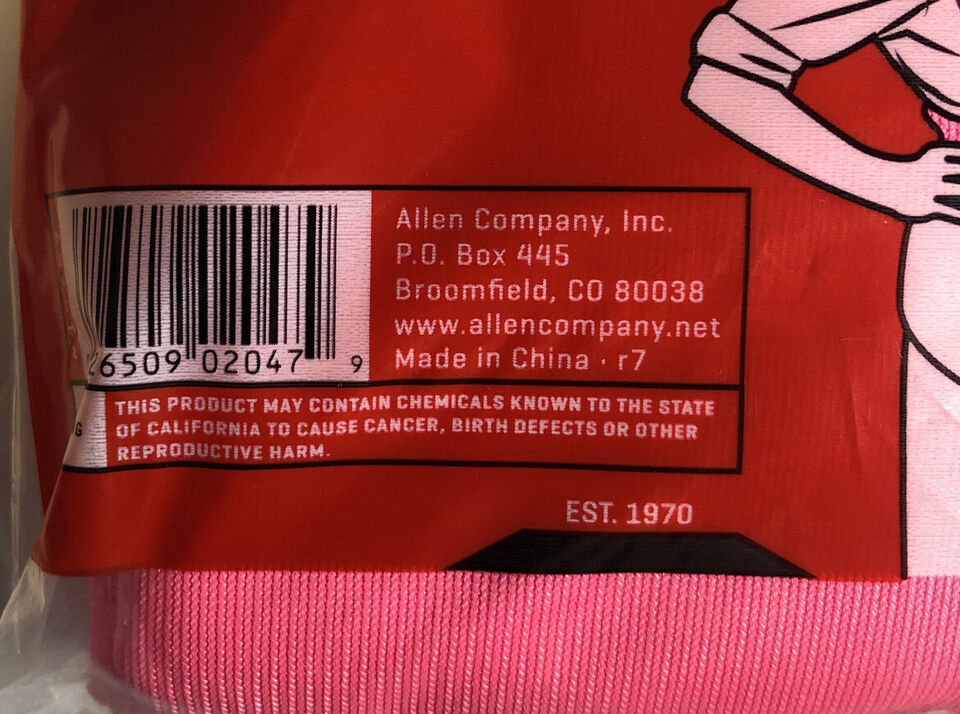 Allen Company, Inc.
P.O. Box 445
Broomfield, CO 80038
www.allencompany.net
Made in China · r7
26509 02047 9
THIS PRODUCT MAY CONTAIN CHEMICALS KNOWN TO THE STATE
OF CALIFORNIA TO CAUSE CANCER, BIRTH DEFECTS OR OTHER
REPRODUCTIVE HARM.
EST. 1970